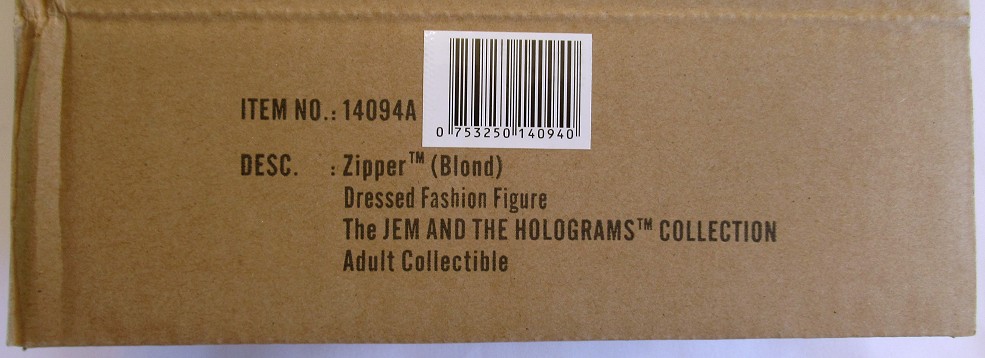 ITEM NO.: 14094A
0 753250 140940
DESC. : Zipper™ (Blond)
Dressed Fashion Figure
The JEM AND THE HOLOGRAMS™ COLLECTION
Adult Collectible